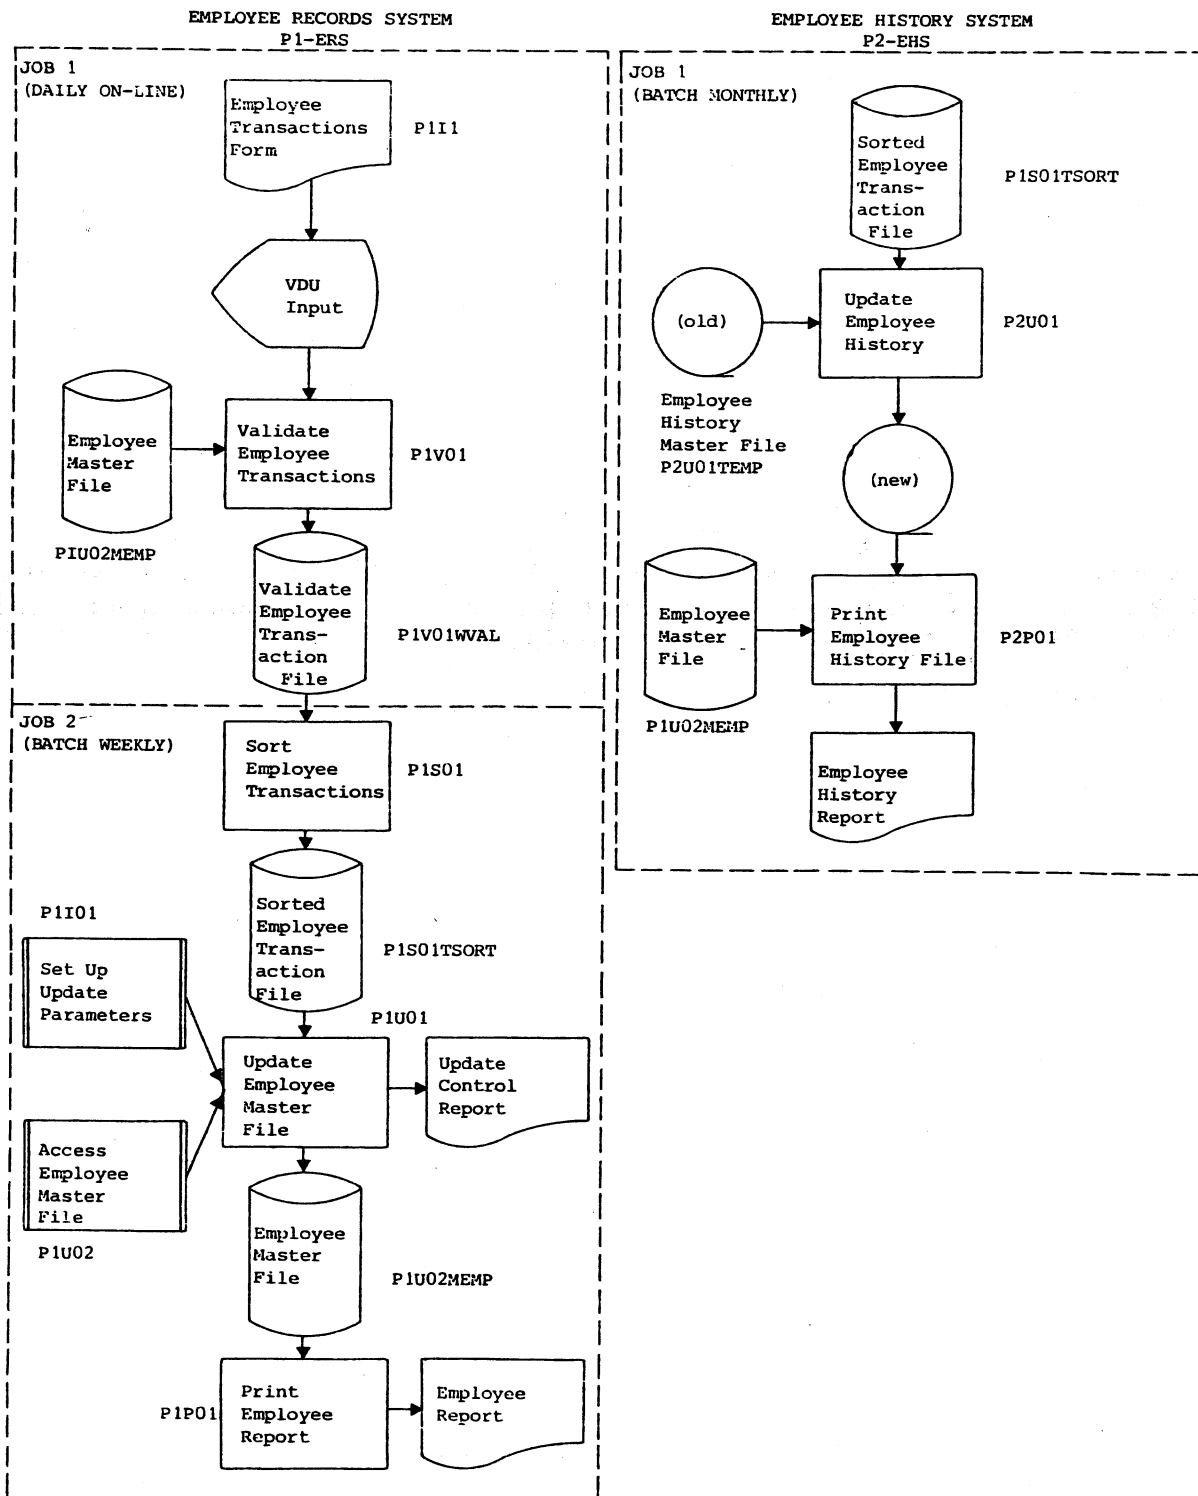 EMPLOYEE RECORDS SYSTEM
P1-ERS
JOB 1
(DAILY ON-LINE)
Employee
Transactions
Form
P1I1
VDU
Input
Employee
Master
File
PIU02MEMP
Validate
Employee
Transactions
P1V01
Validate
Employee
Trans-
action
File
P1V01WVAL
JOB 2
(BATCH WEEKLY)
Sort
Employee
Transactions
P1S01
Sorted
Employee
Trans-
action
File
P1S01TSORT
P1I01
Set Up
Update
Parameters
P1U01
Update
Employee
Master
File
Update
Control
Report
Access
Employee
Master
File
P1U02
Employee
Master
File
P1U02MEMP
P1P01
Print
Employee
Report
Employee
Report
EMPLOYEE HISTORY SYSTEM
P2-EHS
JOB 1
(BATCH MONTHLY)
Sorted
Employee
Trans-
action
File
P1S01TSORT
(old)
Employee
History
Master File
P2U01TEMP
Update
Employee
History
P2U01
(new)
Employee
Master
File
P1U02MEMP
Print
Employee
History File
P2P01
Employee
History
Report